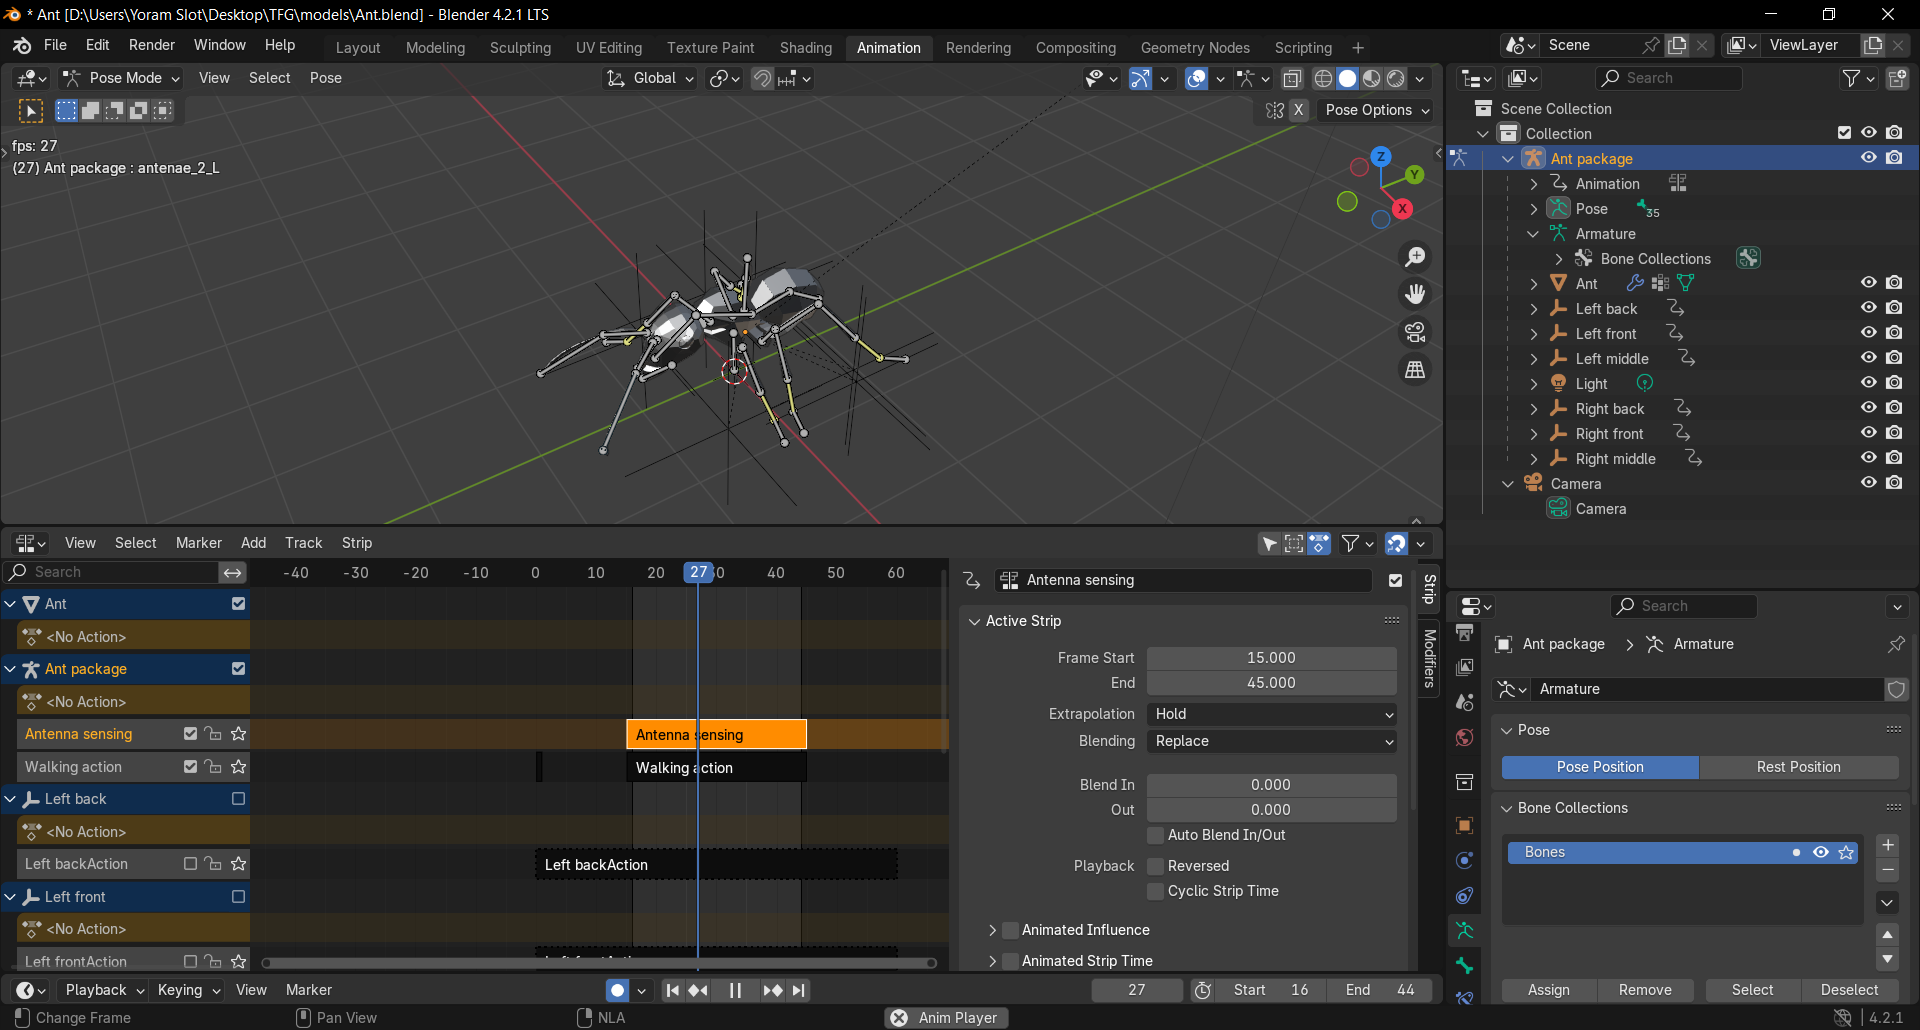 * Ant [D:\Users\Yoram Slot\Desktop\TFG\models\Ant.blend] - Blender 4.2.1 LTS
File Edit Render Window Help Layout Modeling Sculpting UV Editing Texture Paint Shading Animation Rendering Compositing Geometry Nodes Scripting + Scene ViewLayer
Pose Mode View Select Pose Global
X Pose Options
fps: 27
(27) Ant package : antenae_2_L
Z
Y
X
Search
Scene Collection
Collection
Ant package
Animation
Pose 35
Armature
Bone Collections
Ant
Left back
Left front
Left middle
Light
Right back
Right front
Right middle
Camera
Camera
View Select Marker Add Track Strip
Search
-40 -30 -20 -10 0 10 20 27 40 50 60
Ant
<No Action>
Ant package
<No Action>
Antenna sensing
Antenna sensing
Walking action
Walking action
Left back
<No Action>
Left backAction
Left backAction
Left front
<No Action>
Left frontAction
Antenna sensing
Strip
Modifiers
Active Strip
Frame Start 15.000
End 45.000
Extrapolation Hold
Blending Replace
Blend In 0.000
Out 0.000
Auto Blend In/Out
Playback Reversed
Cyclic Strip Time
Animated Influence
Animated Strip Time
Search
Ant package > Armature
Armature
Pose
Pose Position Rest Position
Bone Collections
Bones
Assign Remove Select Deselect
Playback Keying View Marker 27 Start 16 End 44
Change Frame Pan View NLA Anim Player 4.2.1